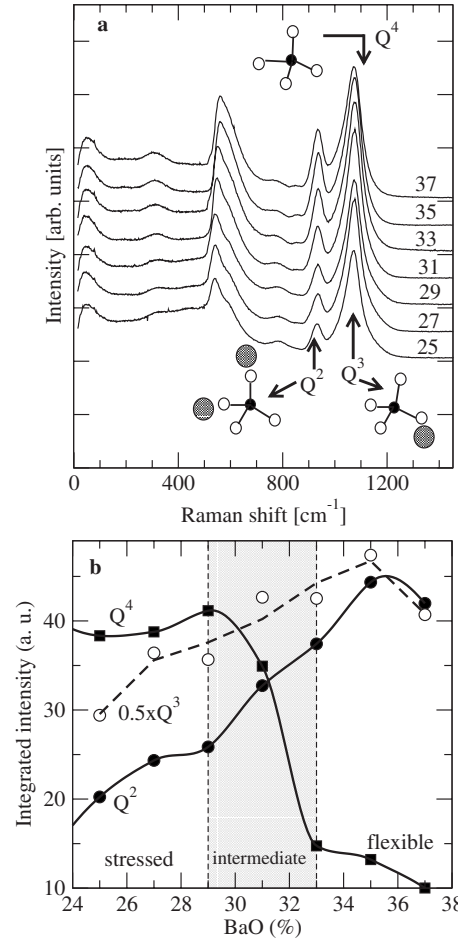 a
Q⁴
Intensity [arb. units]
37
35
33
31
29
27
25
Q²
Q³
0 400 800 1200
Raman shift [cm⁻¹]
b
Integrated intensity (a. u.)
40
30
20
10
Q⁴
0.5xQ³
Q²
stressed
intermediate
flexible
24 26 28 30 32 34 36 38
BaO (%)